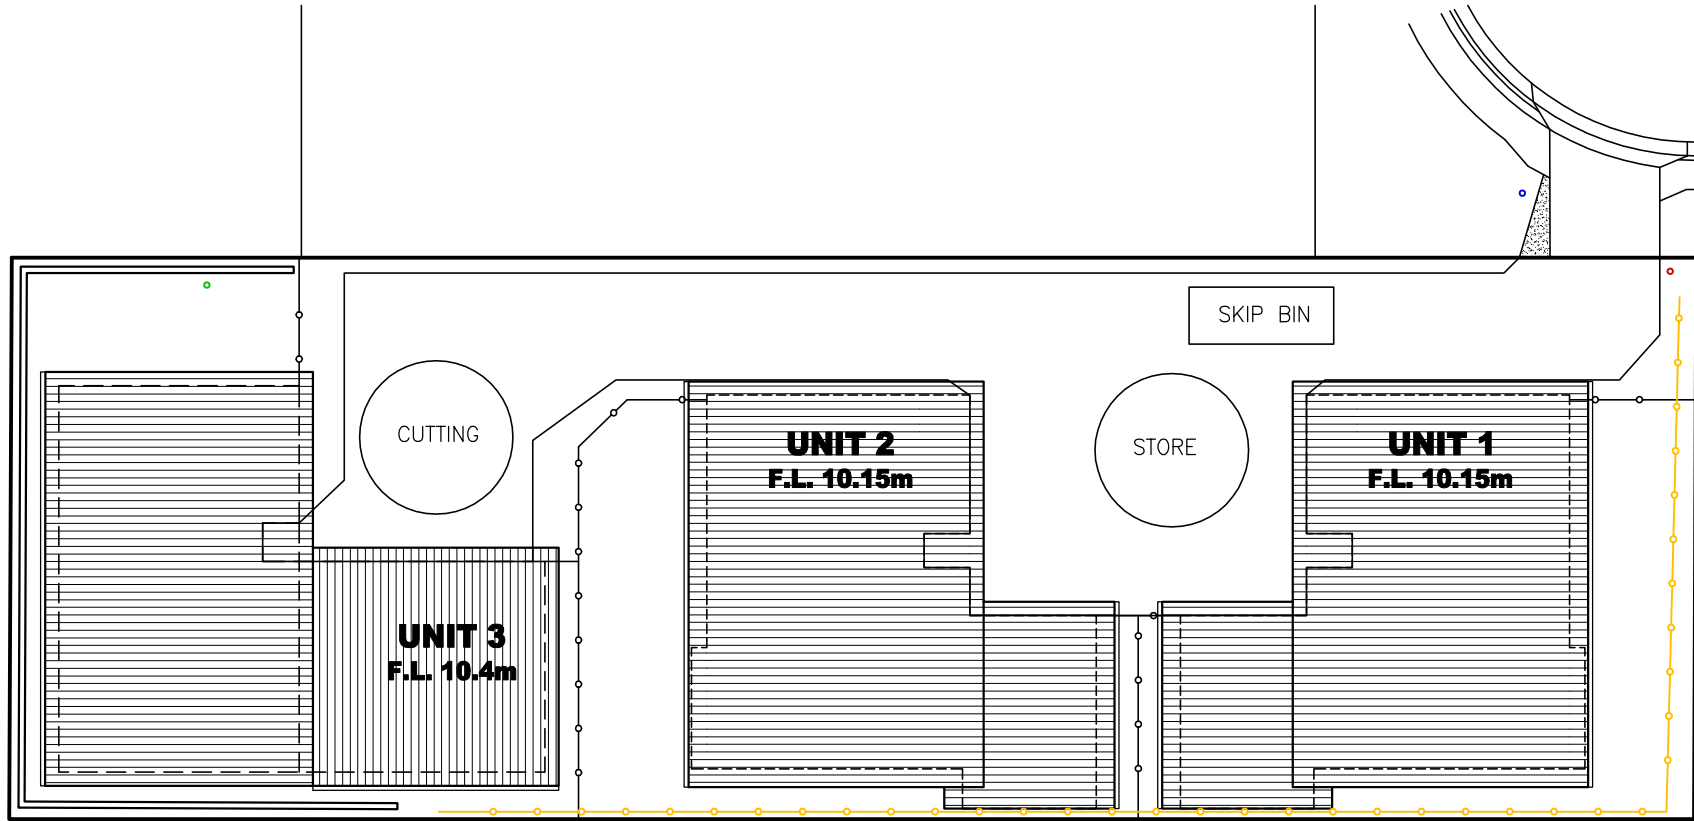 SKIP BIN
CUTTING
UNIT 2
F.L. 10.15m
STORE
UNIT 1
F.L. 10.15m
UNIT 3
F.L. 10.4m